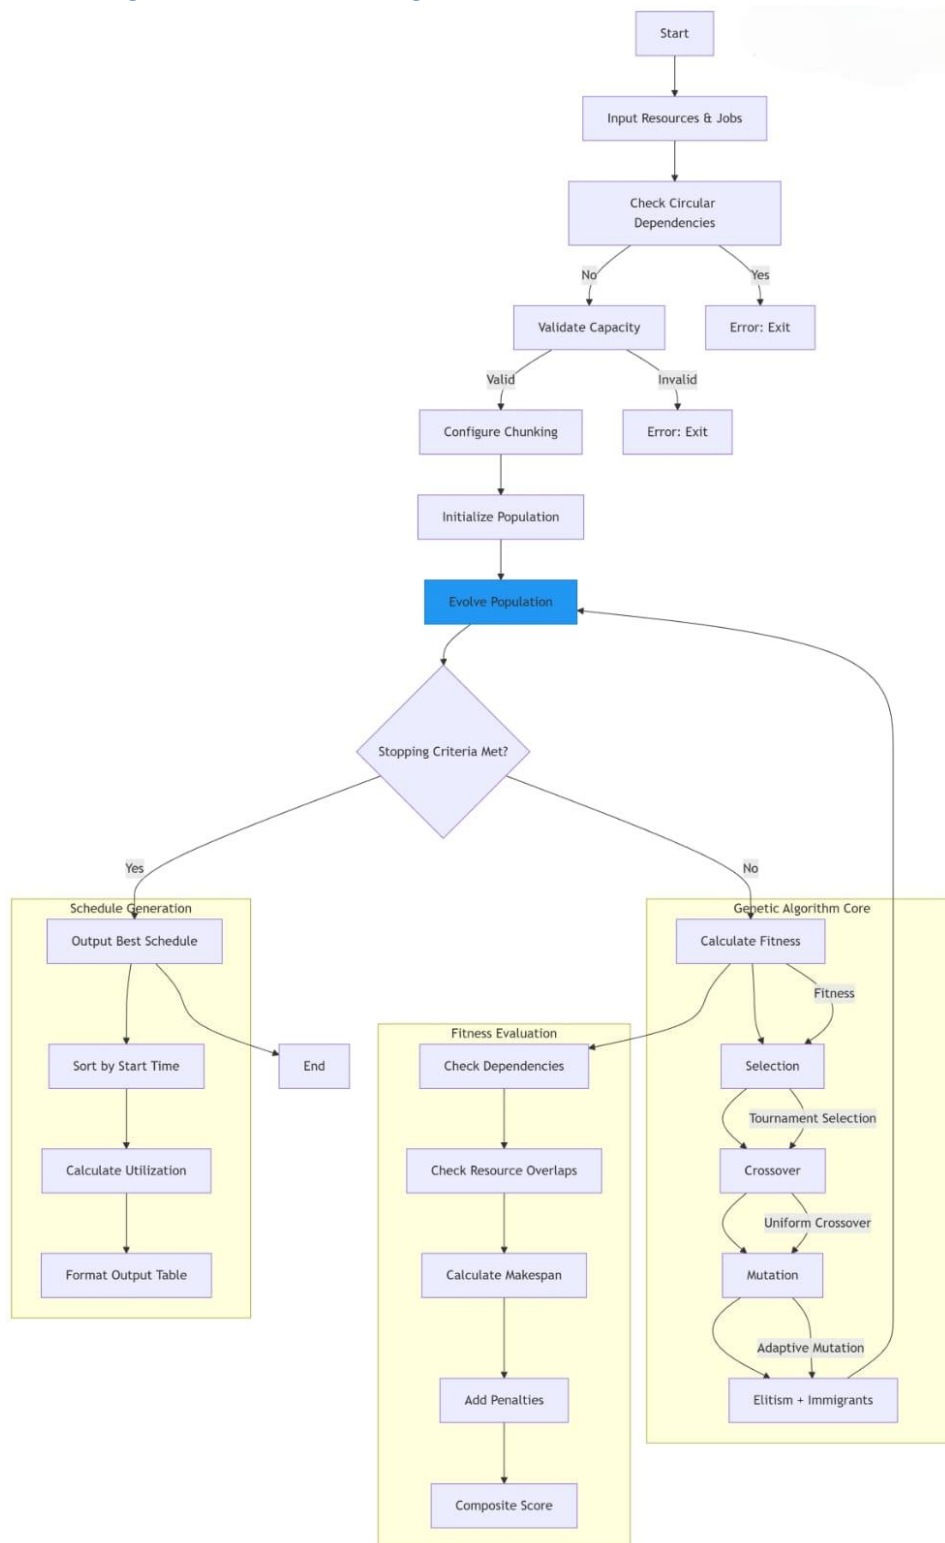 Start
Input Resources & Jobs
Check Circular
Dependencies
No
Yes
Validate Capacity
Error: Exit
Valid
Invalid
Configure Chunking
Error: Exit
Initialize Population
Evolve Population
Stopping Criteria Met?
Yes
No
Schedule Generation
Output Best Schedule
Sort by Start Time
End
Calculate Utilization
Format Output Table
Fitness Evaluation
Check Dependencies
Check Resource Overlaps
Calculate Makespan
Add Penalties
Composite Score
Genetic Algorithm Core
Calculate Fitness
Fitness
Selection
Tournament Selection
Crossover
Uniform Crossover
Mutation
Adaptive Mutation
Elitism + Immigrants